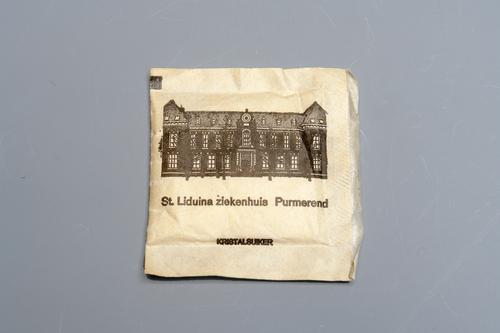 St. Liduina ziekenhuis Purmerend
KRISTALSUIKER